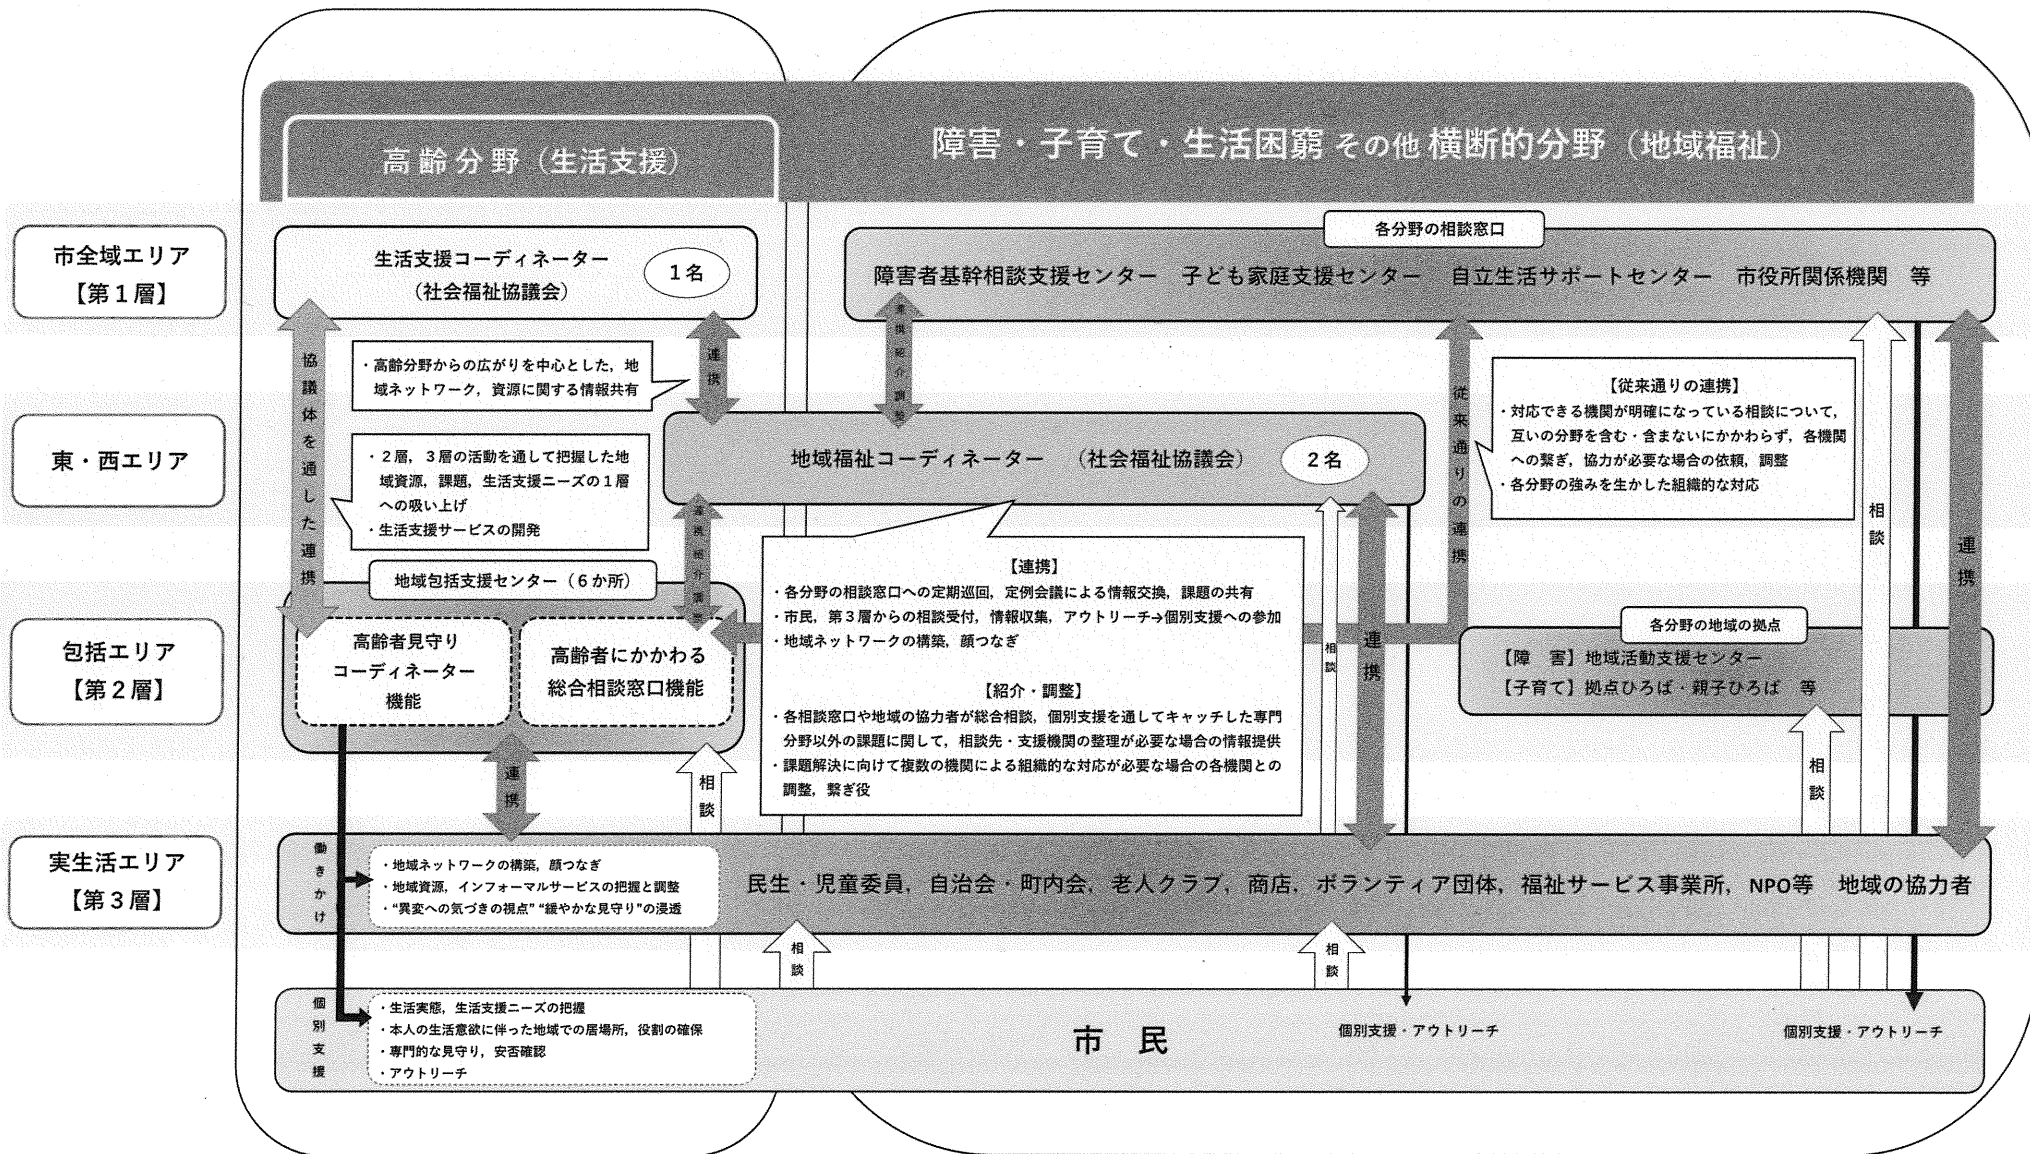 高齢分野（生活支援）
障害・子育て・生活困窮 その他 横断的分野（地域福祉）
市全域エリア
【第１層】
生活支援コーディネーター
（社会福祉協議会）
１名
各分野の相談窓口
障害者基幹相談支援センター　子ども家庭支援センター　自立生活サポートセンター　市役所関係機関　等
協議体を通した連携
・高齢分野からの広がりを中心とした，地
域ネットワーク，資源に関する情報共有
連携
連携紹介調整
従来通りの連携
【従来通りの連携】
・対応できる機関が明確になっている相談について，
互いの分野を含む・含まないにかかわらず，各機関
への繋ぎ，協力が必要な場合の依頼，調整
・各分野の強みを生かした組織的な対応
相談
連携
東・西エリア
・２層，３層の活動を通して把握した地
域資源，課題，生活支援ニーズの１層
への吸い上げ
・生活支援サービスの開発
地域福祉コーディネーター　（社会福祉協議会）
２名
連携紹介調整
【連携】
・各分野の相談窓口への定期巡回，定例会議による情報交換，課題の共有
・市民，第３層からの相談受付，情報収集，アウトリーチ→個別支援への参加
・地域ネットワークの構築，顔つなぎ
【紹介・調整】
・各相談窓口や地域の協力者が総合相談，個別支援を通してキャッチした専門
分野以外の課題に関して，相談先・支援機関の整理が必要な場合の情報提供
・課題解決に向けて複数の機関による組織的な対応が必要な場合の各機関との
調整，繋ぎ役
相談
連携
包括エリア
【第２層】
地域包括支援センター（６か所）
高齢者見守り
コーディネーター
機能
高齢者にかかわる
総合相談窓口機能
各分野の地域の拠点
【障　害】地域活動支援センター
【子育て】拠点ひろば・親子ひろば　等
連携
相談
相談
実生活エリア
【第３層】
働きかけ
・地域ネットワークの構築，顔つなぎ
・地域資源，インフォーマルサービスの把握と調整
・“異変への気づきの視点” “緩やかな見守り”の浸透
民生・児童委員，自治会・町内会，老人クラブ，商店，ボランティア団体，福祉サービス事業所，NPO等　地域の協力者
相談
相談
個別支援
・生活実態，生活支援ニーズの把握
・本人の生活意欲に伴った地域での居場所，役割の確保
・専門的な見守り，安否確認
・アウトリーチ
市　民
個別支援・アウトリーチ
個別支援・アウトリーチ